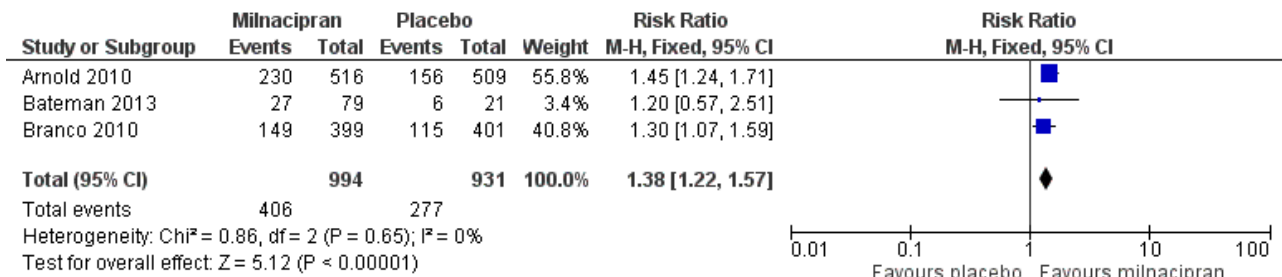 Milnacipran Placebo Risk Ratio Risk Ratio
Study or Subgroup Events Total Events Total Weight M-H, Fixed, 95% CI M-H, Fixed, 95% CI
Arnold 2010 230 516 156 509 55.8% 1.45 [1.24, 1.71]
Bateman 2013 27 79 6 21 3.4% 1.20 [0.57, 2.51]
Branco 2010 149 399 115 401 40.8% 1.30 [1.07, 1.59]
Total (95% CI) 994 931 100.0% 1.38 [1.22, 1.57]
Total events 406 277
Heterogeneity: Chi² = 0.86, df = 2 (P = 0.65); I² = 0%
Test for overall effect: Z = 5.12 (P < 0.00001)
0.01 0.1 1 10 100
Favours placebo Favours milnacipran